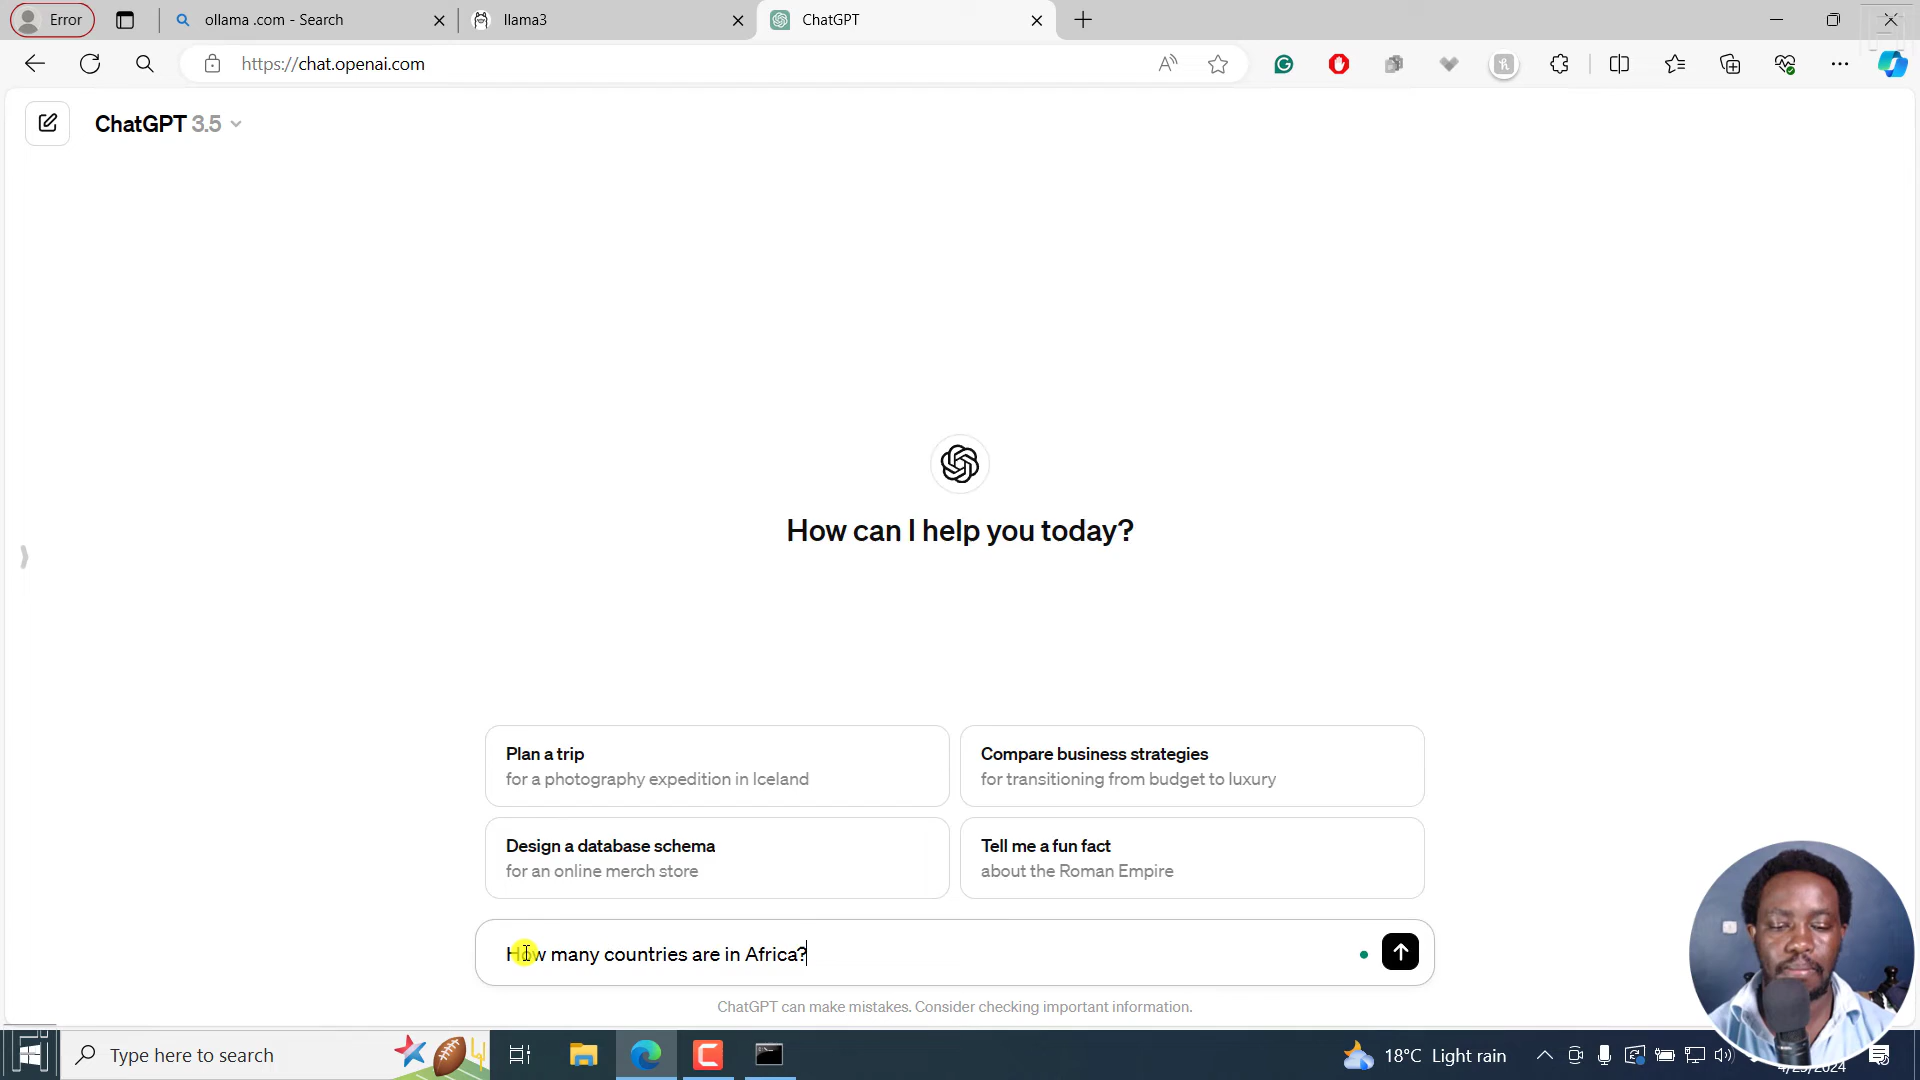 Error
ollama .com - Search
llama3
ChatGPT
https://chat.openai.com
ChatGPT 3.5
How can I help you today?
Plan a trip
for a photography expedition in Iceland
Compare business strategies
for transitioning from budget to luxury
Design a database schema
for an online merch store
Tell me a fun fact
about the Roman Empire
How many countries are in Africa?
ChatGPT can make mistakes. Consider checking important information.
Type here to search
18°C Light rain